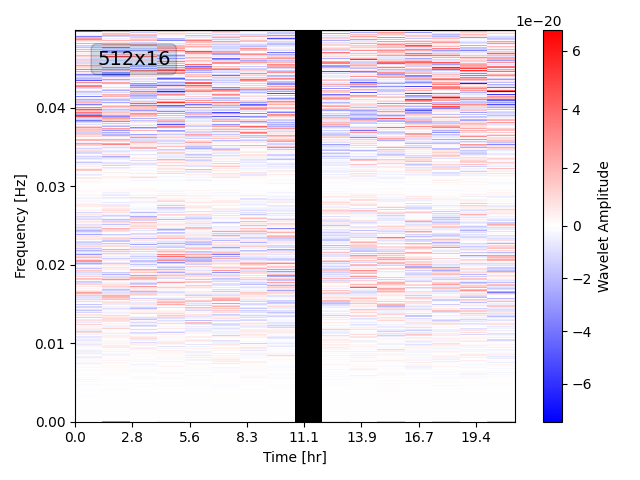 1e−20
512x16
0.04
0.03
0.02
0.01
0.00
0.0 2.8 5.6 8.3 11.1 13.9 16.7 19.4
Time [hr]
Frequency [Hz]
6
4
2
0
−2
−4
−6
Wavelet Amplitude